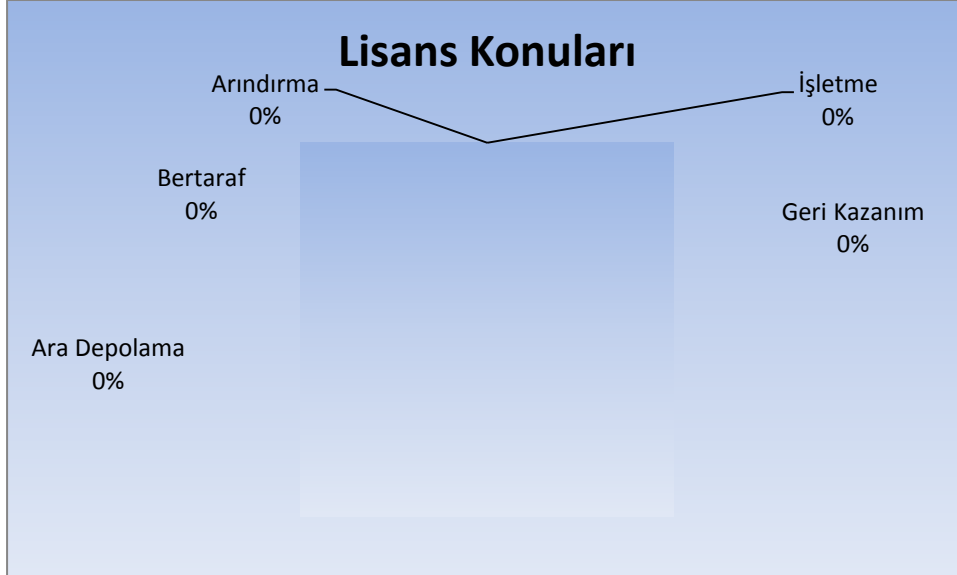 Lisans Konuları
Arındırma
0%
İşletme
0%
Bertaraf
0%
Geri Kazanım
0%
Ara Depolama
0%